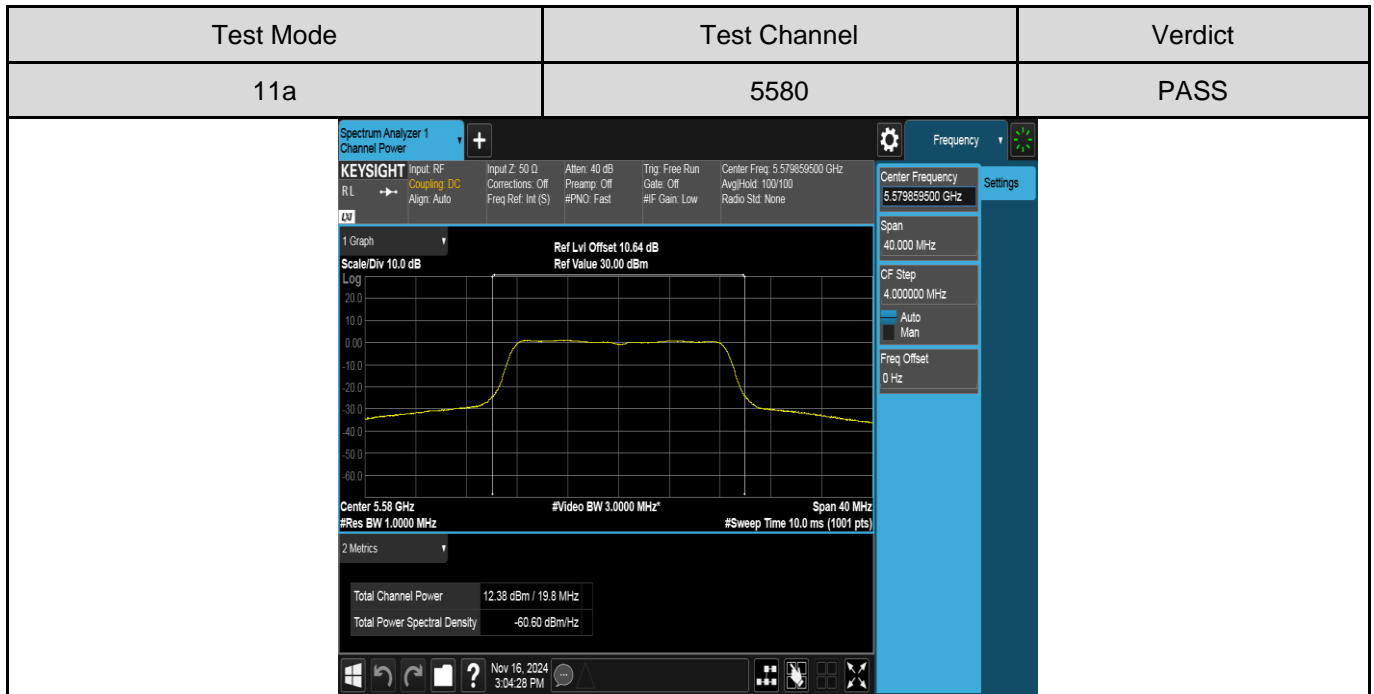 Test Mode Test Channel Verdict
11a 5580 PASS
Spectrum Analyzer 1
Channel Power
+
Frequency
KEYSIGHT Input: RF Input Z: 50 Ω Atten: 40 dB Trig: Free Run Center Freq: 5.579859500 GHz
R L Coupling: DC Corrections: Off Preamp: Off Gate: Off Avg|Hold: 100/100
Align: Auto Freq Ref: Int (S) #PNO: Fast #IF Gain: Low Radio Std: None
LXI
Center Frequency
5.579859500 GHz
Settings
Span
40.000 MHz
CF Step
4.000000 MHz
Auto
Man
Freq Offset
0 Hz
1 Graph
Ref Lvl Offset 10.64 dB
Scale/Div 10.0 dB Ref Value 30.00 dBm
Log
20.0
10.0
0.00
-10.0
-20.0
-30.0
-40.0
-50.0
-60.0
Center 5.58 GHz #Video BW 3.0000 MHz* Span 40 MHz
#Res BW 1.0000 MHz #Sweep Time 10.0 ms (1001 pts)
2 Metrics
Total Channel Power 12.38 dBm / 19.8 MHz
Total Power Spectral Density -60.60 dBm/Hz
? Nov 16, 2024
3:04:28 PM